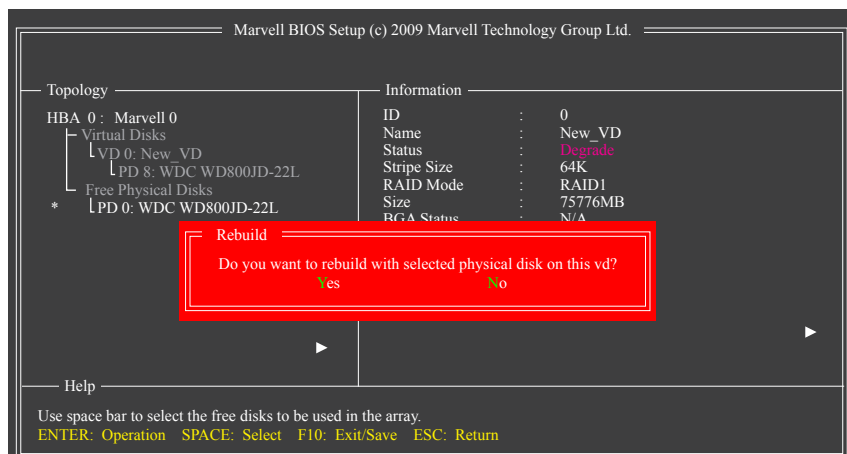 Marvell BIOS Setup (c) 2009 Marvell Technology Group Ltd.
Topology
HBA 0 : Marvell 0
Virtual Disks
VD 0: New_VD
PD 8: WDC WD800JD-22L
Free Physical Disks
* PD 0: WDC WD800JD-22L
Information
ID : 0
Name : New_VD
Status : Degrade
Stripe Size : 64K
RAID Mode : RAID1
Size : 75776MB
BGA Status : N/A
Rebuild
Do you want to rebuild with selected physical disk on this vd?
Yes No
Help
Use space bar to select the free disks to be used in the array.
ENTER: Operation SPACE: Select F10: Exit/Save ESC: Return